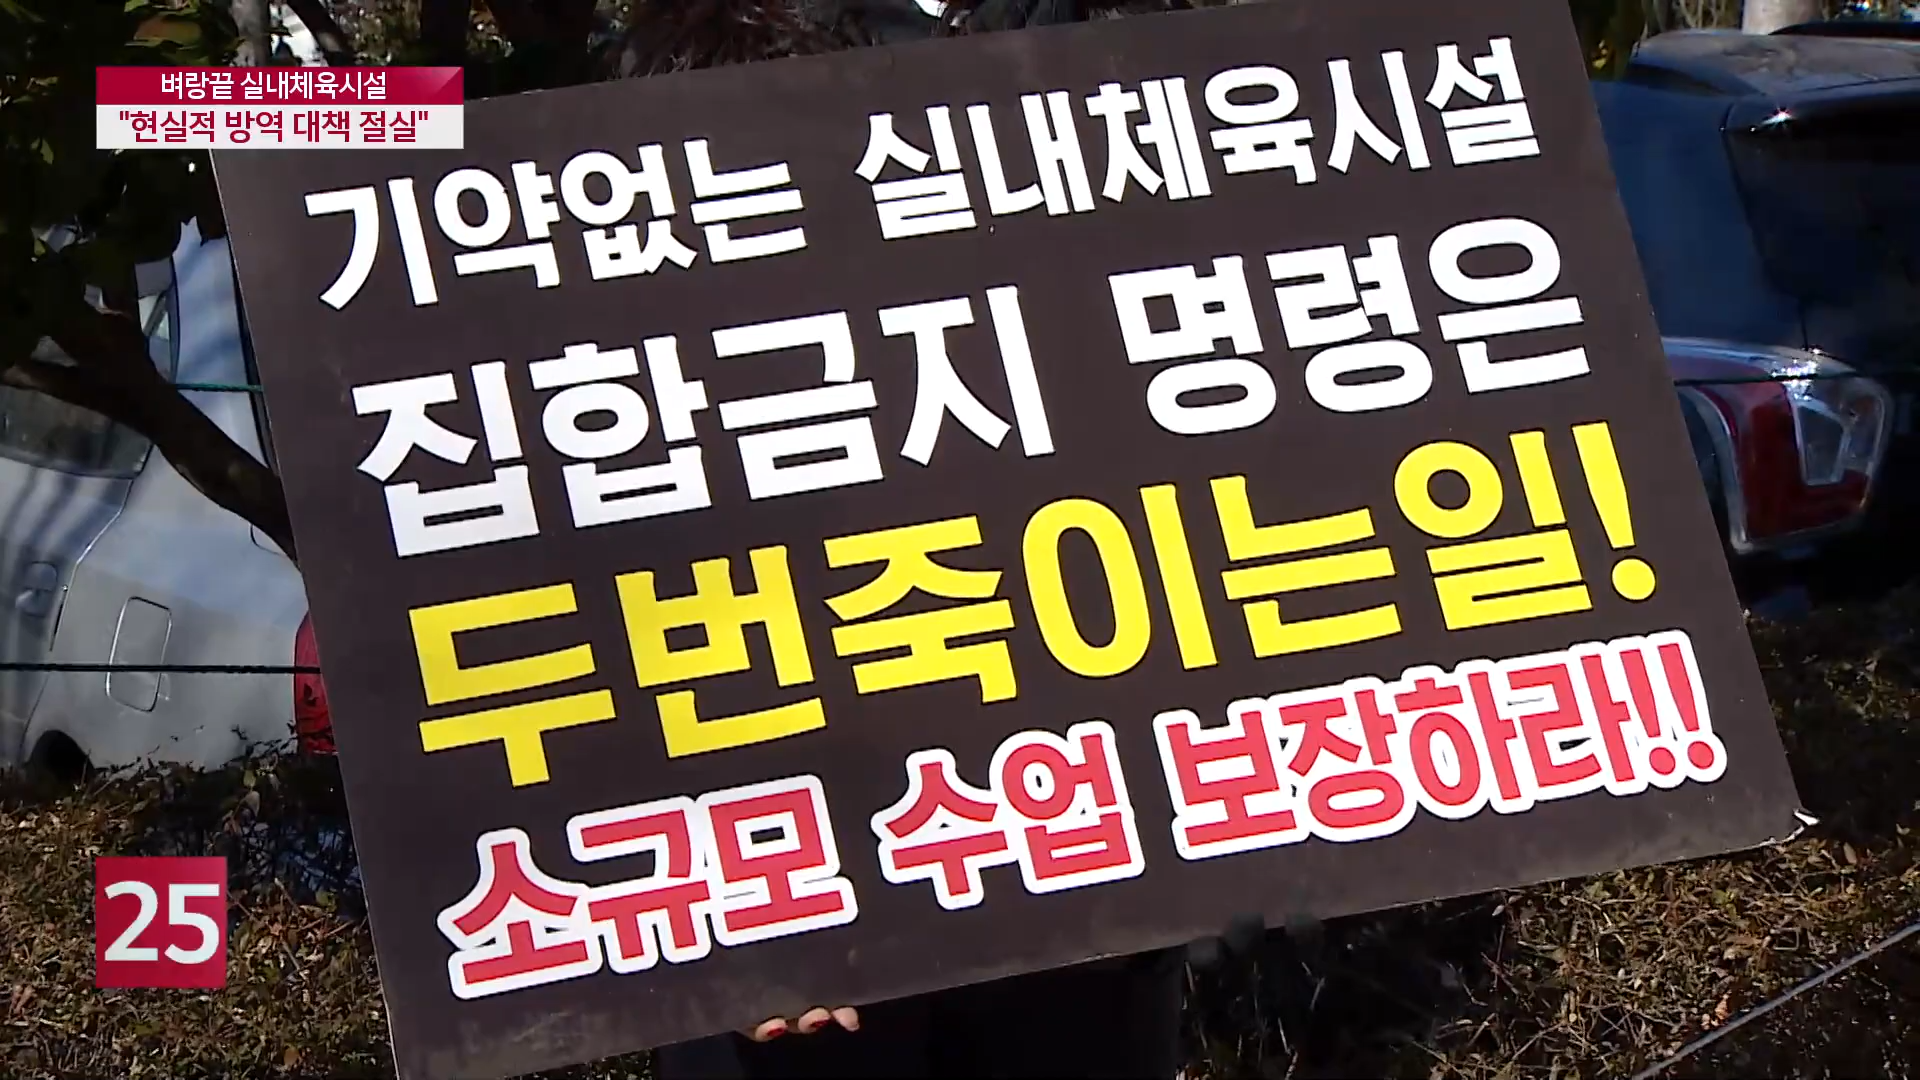 벼랑끝 실내체육시설
"현실적 방역 대책 절실"
기약없는 실내체육시설
집합금지 명령은
두번죽이는일!
소규모 수업 보장하라!!
25